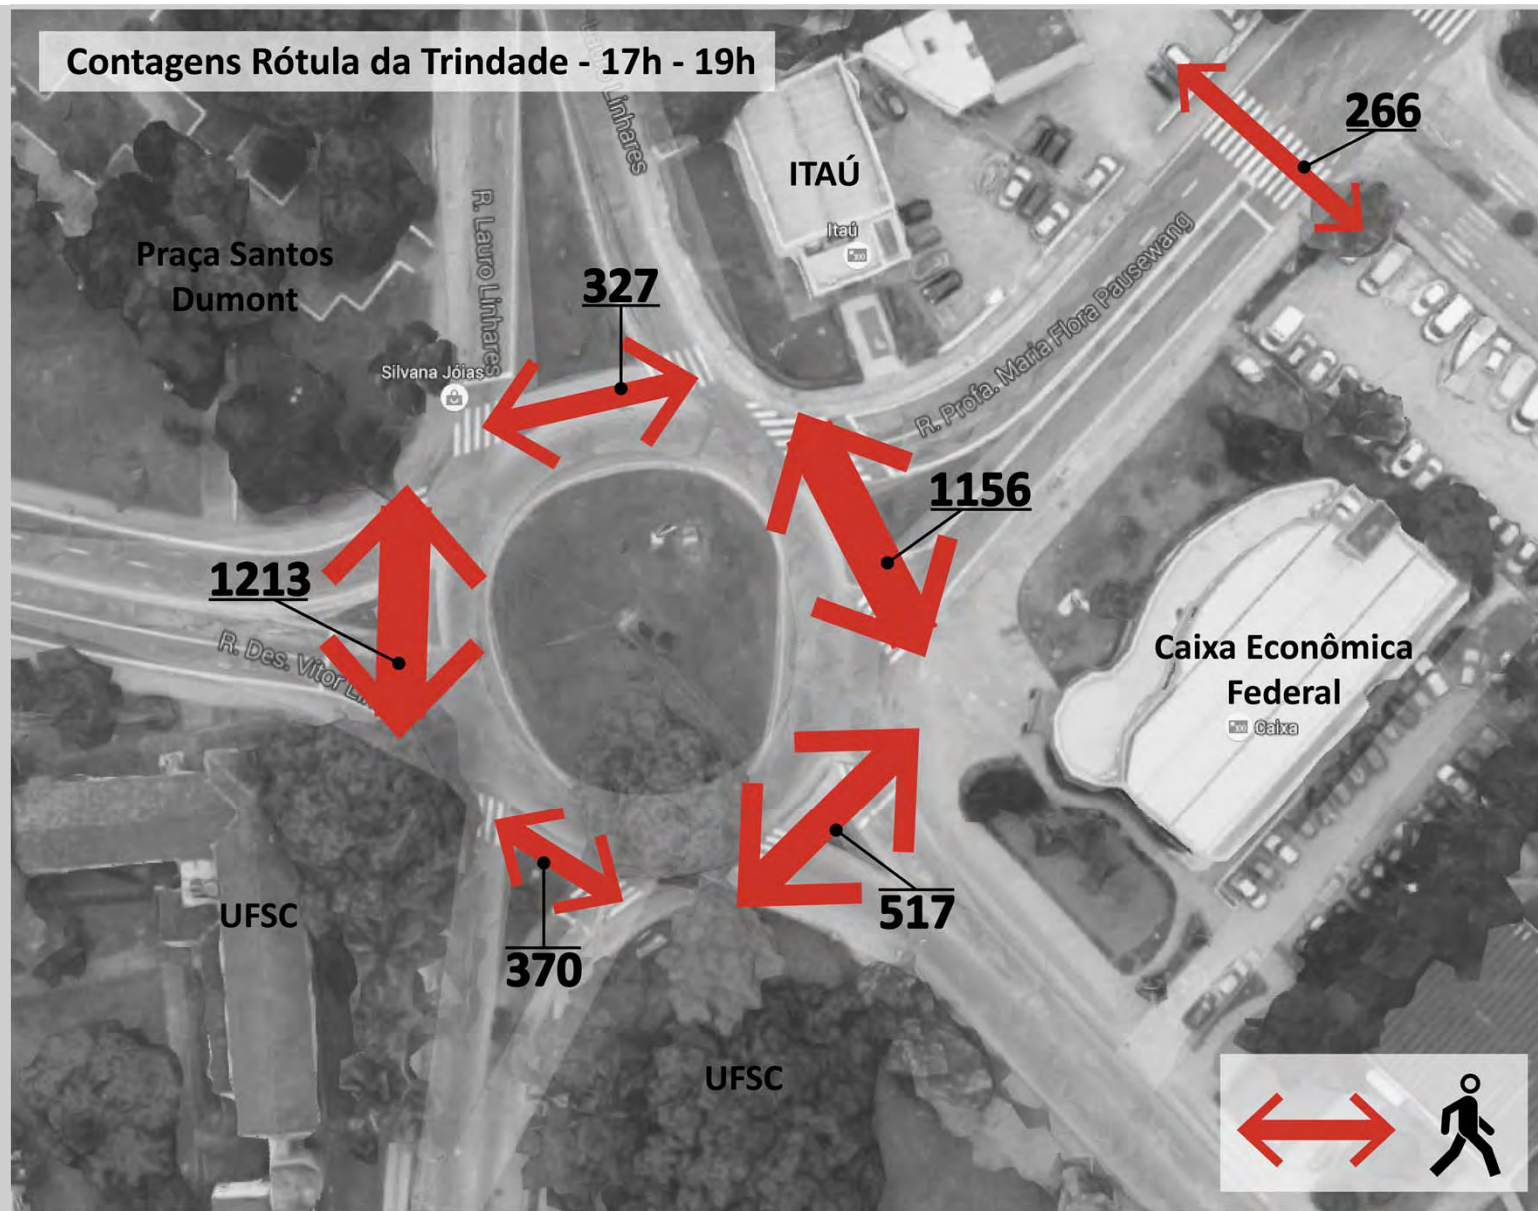 Contagens Rótula da Trindade - 17h - 19h
Linhares
266
ITAÚ
Itaú
R. Lauro Linhares
Praça Santos
Dumont
327
R. Profa. Maria Flora Pausewang
Silvana Jóias
1156
1213
R. Des. Vitor
Caixa Econômica
Federal
Caixa
517
UFSC
370
UFSC